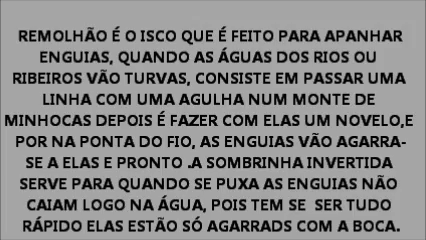 REMOLHÃO É O ISCO QUE É FEITO PARA APANHAR
ENGUIAS, QUANDO AS ÁGUAS DOS RIOS OU
RIBEIROS VÃO TURVAS, CONSISTE EM PASSAR UMA
LINHA COM UMA AGULHA NUM MONTE DE
MINHOCAS DEPOIS É FAZER COM ELAS UM NOVELO,E
POR NA PONTA DO FIO, AS ENGUIAS VÃO AGARRA-
SE A ELAS E PRONTO .A SOMBRINHA INVERTIDA
SERVE PARA QUANDO SE PUXA AS ENGUIAS NÃO
CAIAM LOGO NA ÁGUA, POIS TEM SE  SER TUDO
RÁPIDO ELAS ESTÃO SÓ AGARRADS COM A BOCA.